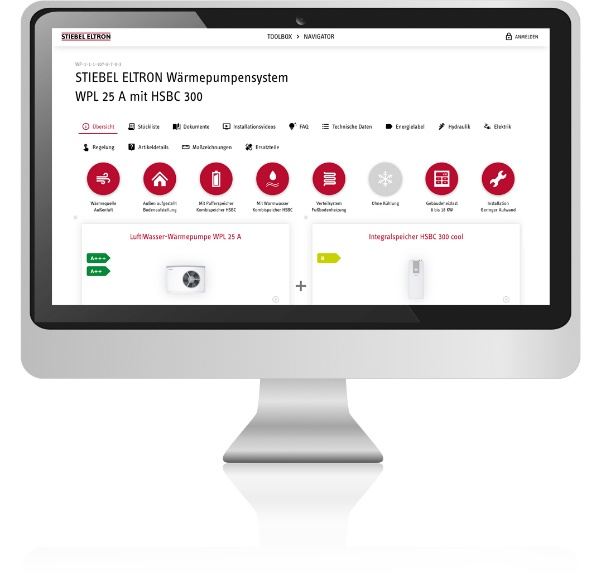 STIEBEL ELTRON
TOOLBOX > NAVIGATOR
ANMELDEN
STIEBEL ELTRON Wärmepumpensystem
WPL 25 A mit HSBC 300
Übersicht Stückliste Dokumente Installationsvideos FAQ Technische Daten Energielabel Hydraulik Elektrik
Regelung Artikeldetails Maßzeichnungen Ersatzteile
Wärmequelle
Außenluft
Außen aufgestellt
Bodenaufstellung
Mit Pufferspeicher
Kombispeicher HSBC
Mit Warmwasser
Kombispeicher HSBC
Verteilsystem
Fußbodenheizung
Ohne Kühlung
Gebäudeheizlast
8 bis 18 KW
Installation
Geringer Aufwand
Luft/Wasser-Wärmepumpe WPL 25 A
A+++
A++
+
Integralspeicher HSBC 300 cool
B